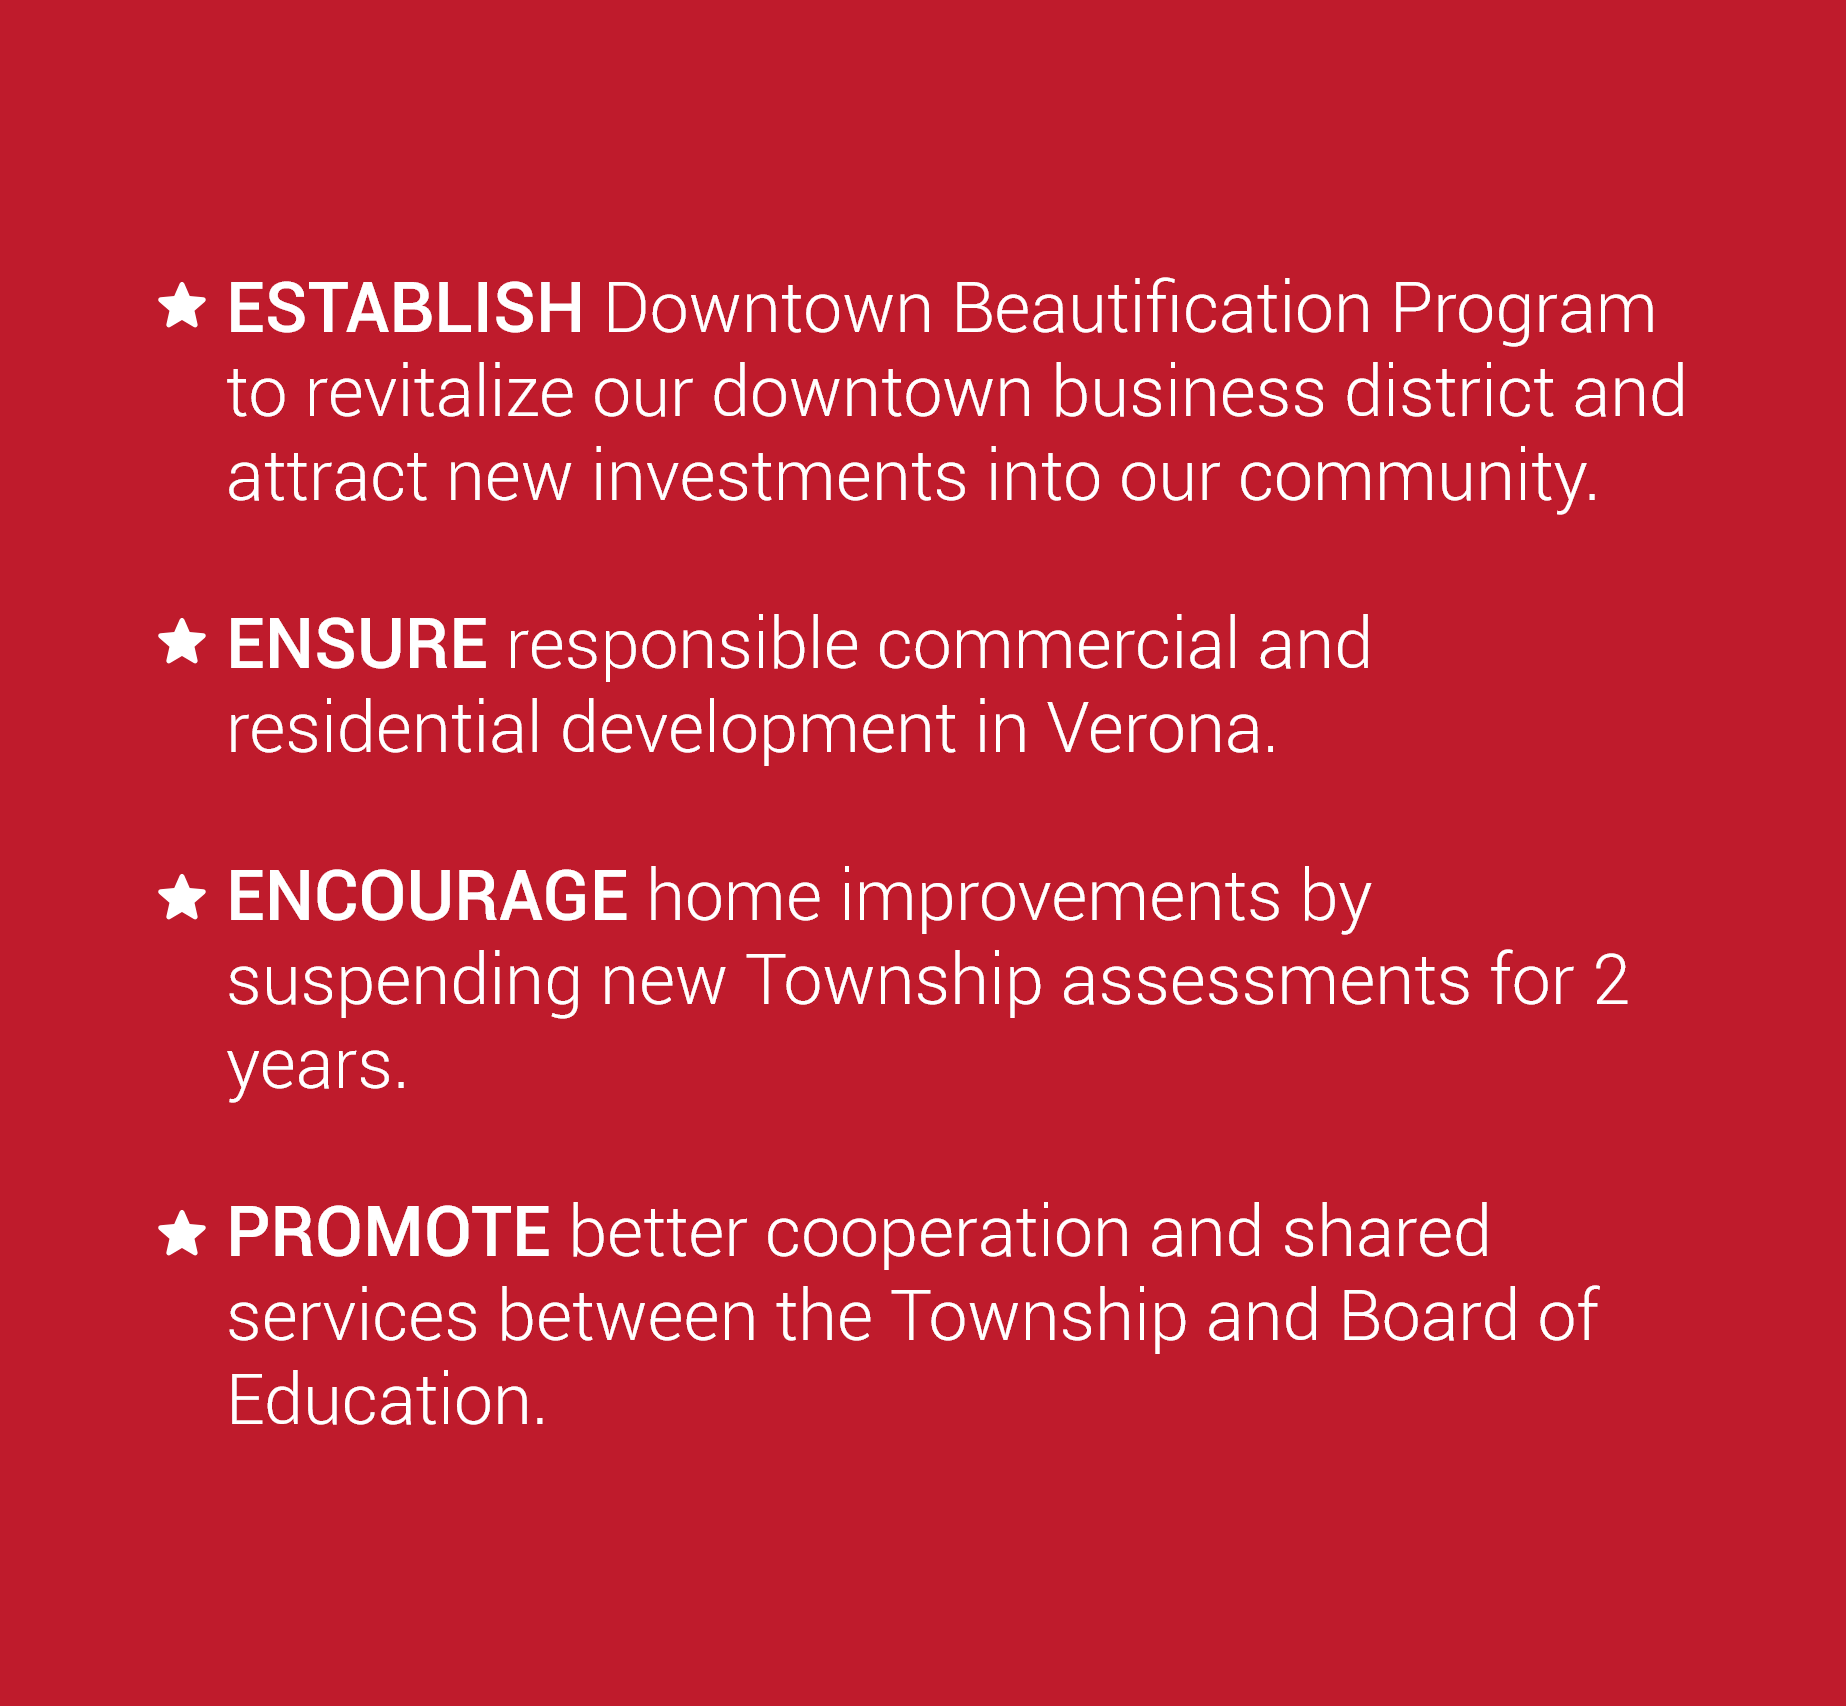 ★ ESTABLISH Downtown Beautification Program
to revitalize our downtown business district and
attract new investments into our community.
★ ENSURE responsible commercial and
residential development in Verona.
★ ENCOURAGE home improvements by
suspending new Township assessments for 2
years.
★ PROMOTE better cooperation and shared
services between the Township and Board of
Education.